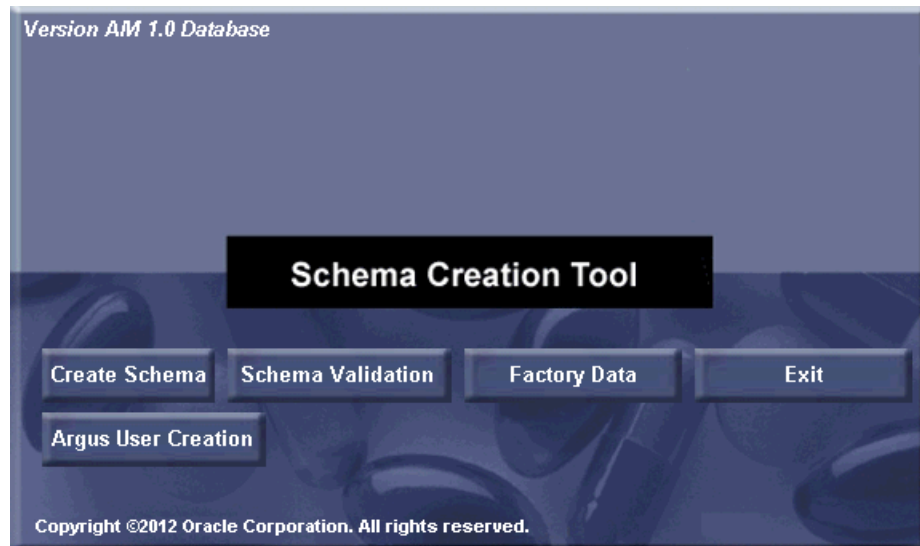 Version AM 1.0 Database
Schema Creation Tool
Create Schema Schema Validation Factory Data Exit
Argus User Creation
Copyright ©2012 Oracle Corporation. All rights reserved.